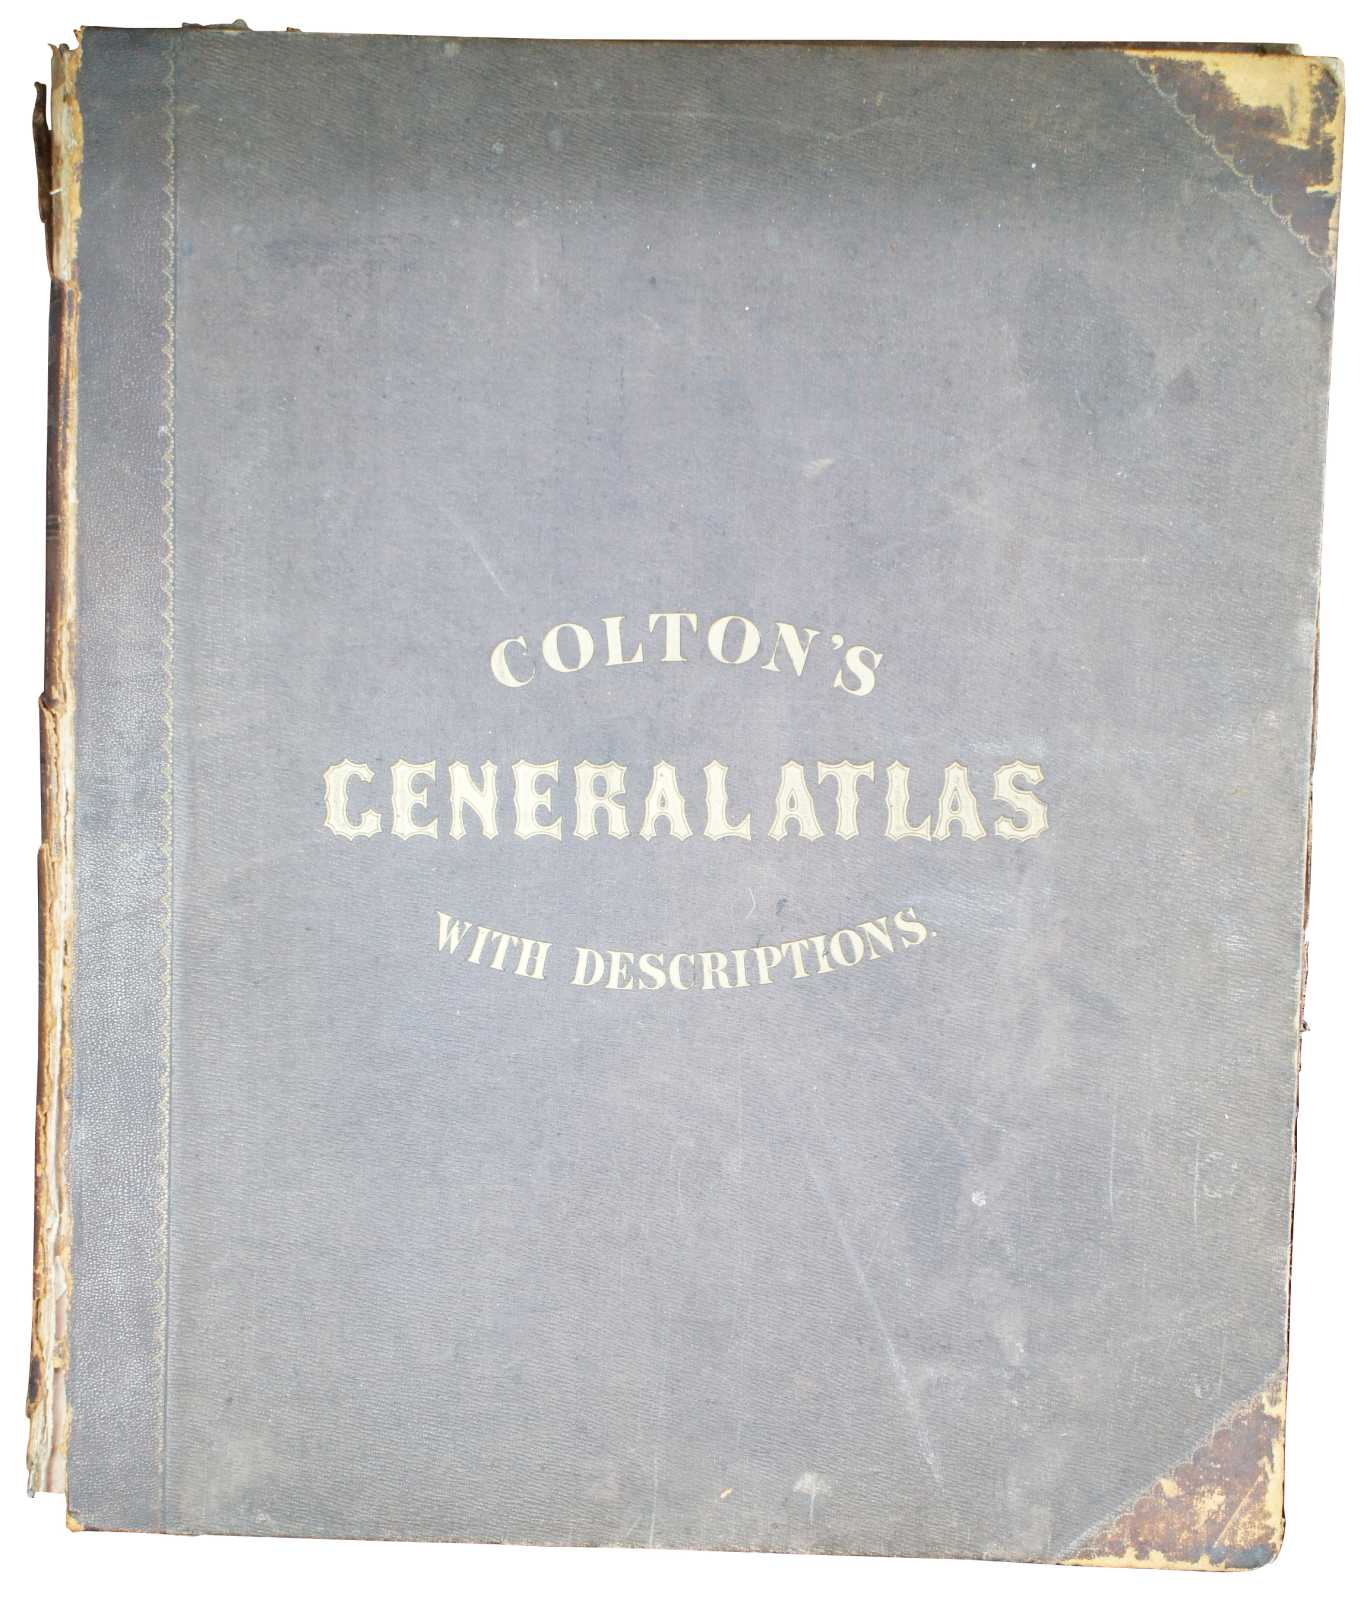 COLTON'S
GENERAL ATLAS
WITH DESCRIPTIONS.